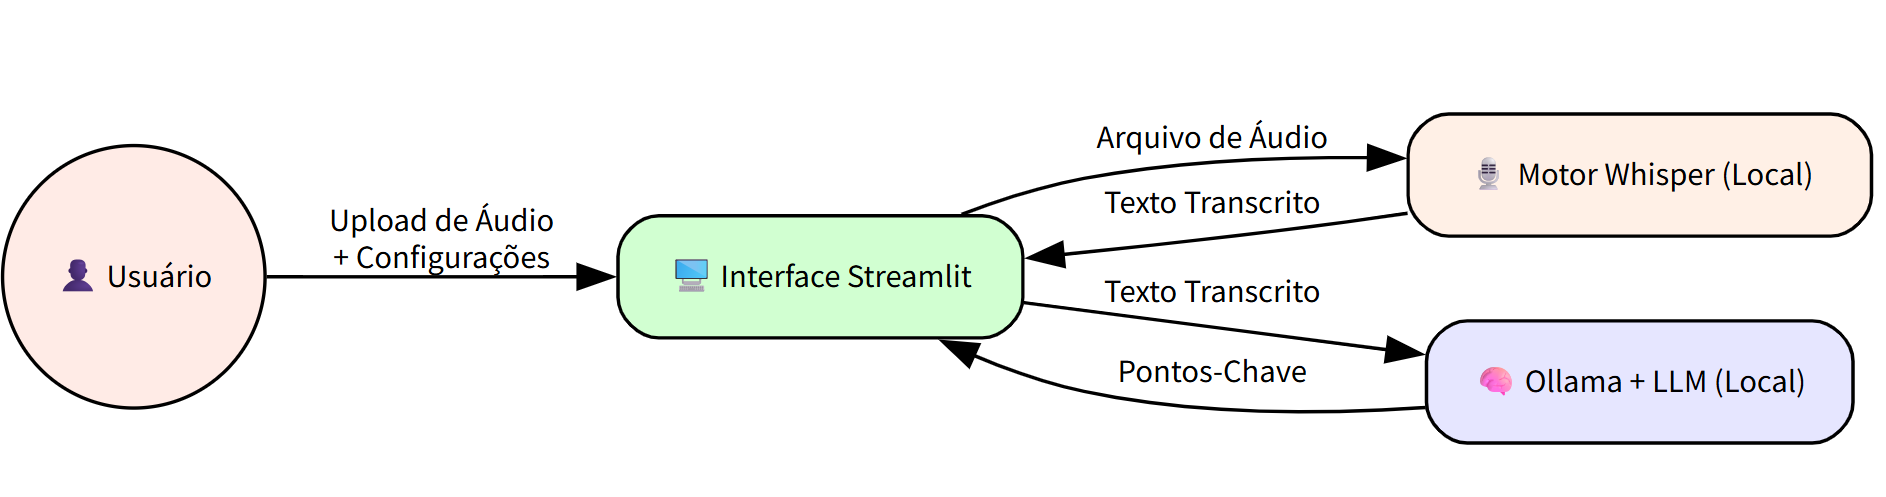 Usuário
Upload de Áudio
+ Configurações
Interface Streamlit
Arquivo de Áudio
Texto Transcrito
Texto Transcrito
Pontos-Chave
Motor Whisper (Local)
Ollama + LLM (Local)